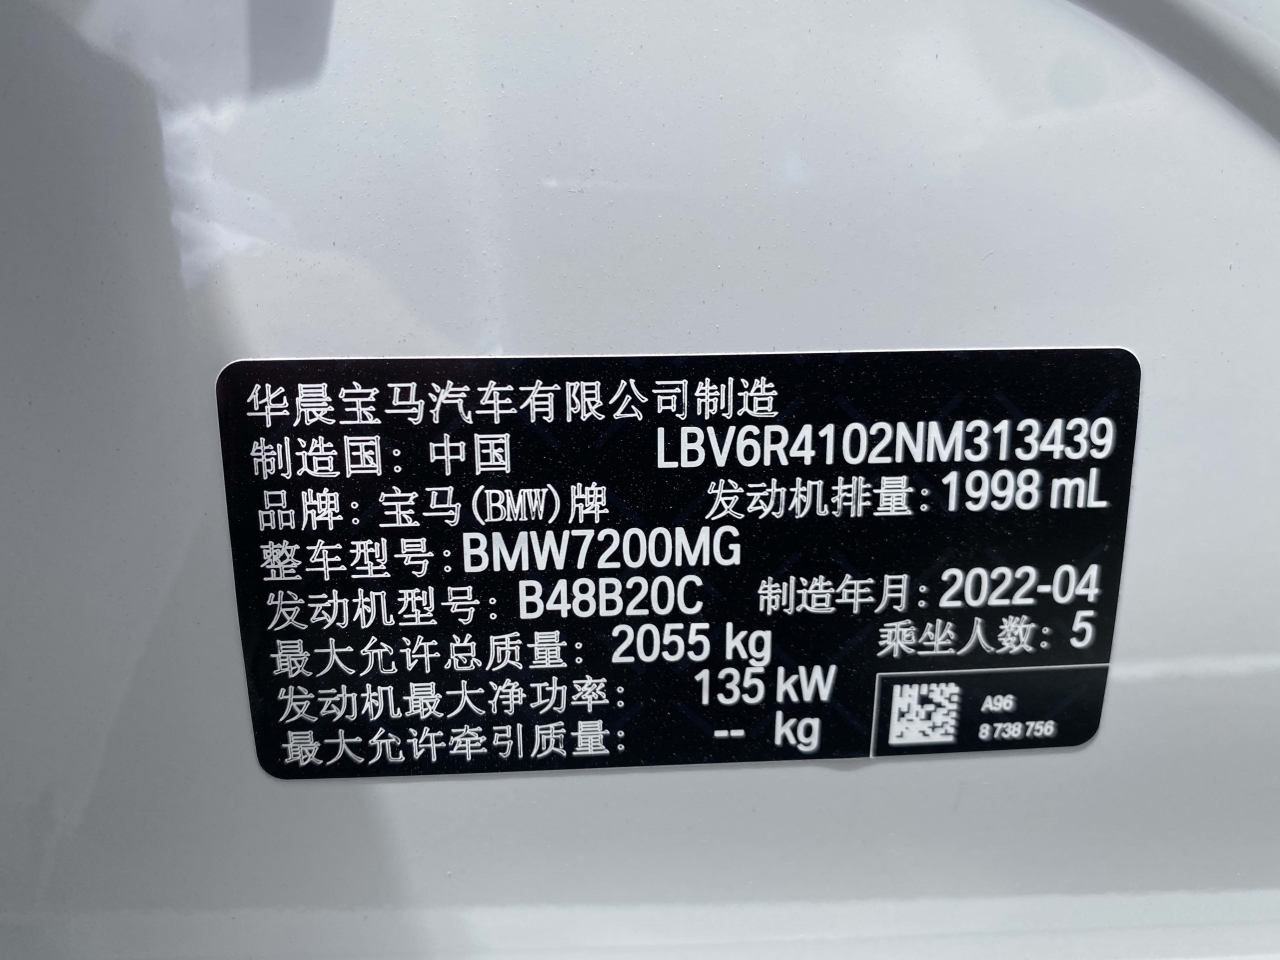 华晨宝马汽车有限公司制造
制造国：中国 LBV6R4102NM313439
品牌：宝马(BMW)牌 发动机排量：1998 mL
整车型号：BMW7200MG
发动机型号：B48B20C 制造年月：2022-04
最大允许总质量：2055 kg 乘坐人数：5
发动机最大净功率：135 kW
最大允许牵引质量：-- kg
A96
8 738 756